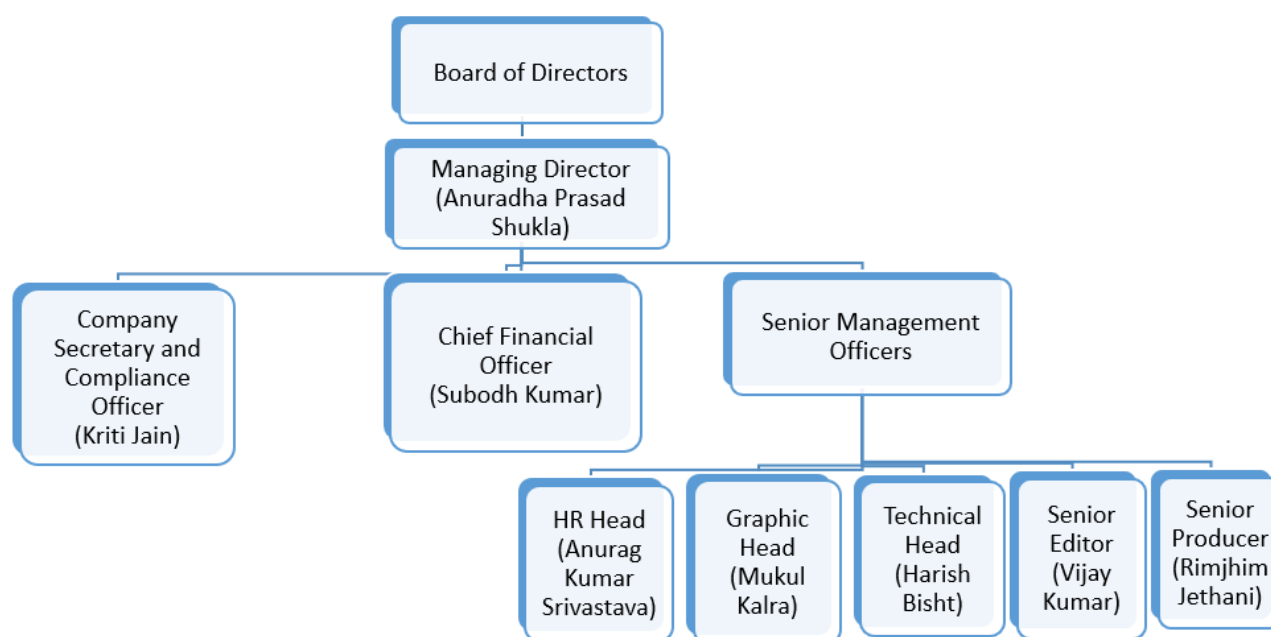 Board of Directors
Managing Director
(Anuradha Prasad
Shukla)
Company
Secretary and
Compliance
Officer
(Kriti Jain)
Chief Financial
Officer
(Subodh Kumar)
Senior Management
Officers
HR Head
(Anurag
Kumar
Srivastava)
Graphic
Head
(Mukul
Kalra)
Technical
Head
(Harish
Bisht)
Senior
Editor
(Vijay
Kumar)
Senior
Producer
(Rimjhim
Jethani)